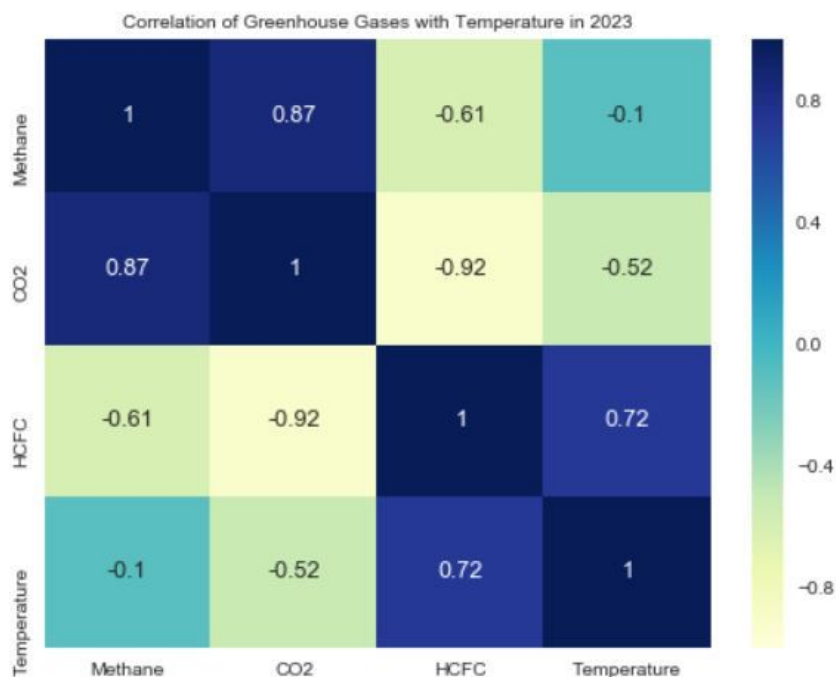 Correlation of Greenhouse Gases with Temperature in 2023
Methane 1 0.87 -0.61 -0.1
CO2 0.87 1 -0.92 -0.52
HCFC -0.61 -0.92 1 0.72
Temperature -0.1 -0.52 0.72 1
Methane CO2 HCFC Temperature
0.8
0.4
0.0
−0.4
−0.8